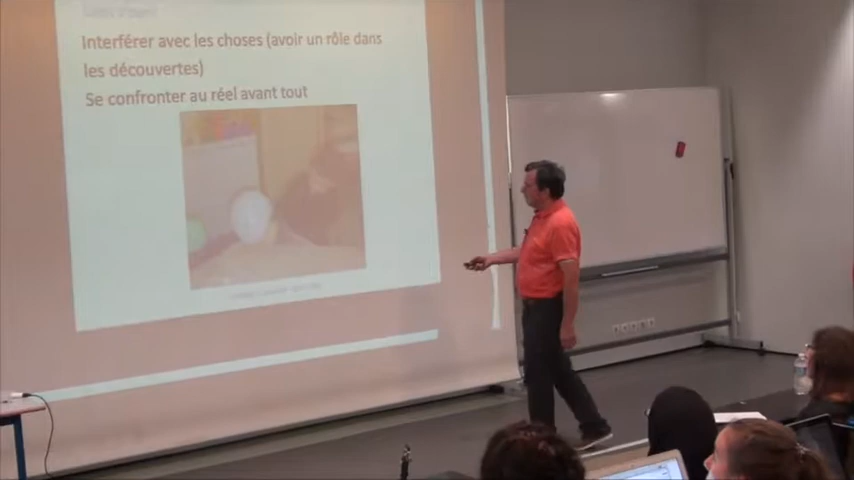 Interférer avec les choses (avoir un rôle dans
les découvertes)
Se confronter au réel avant tout